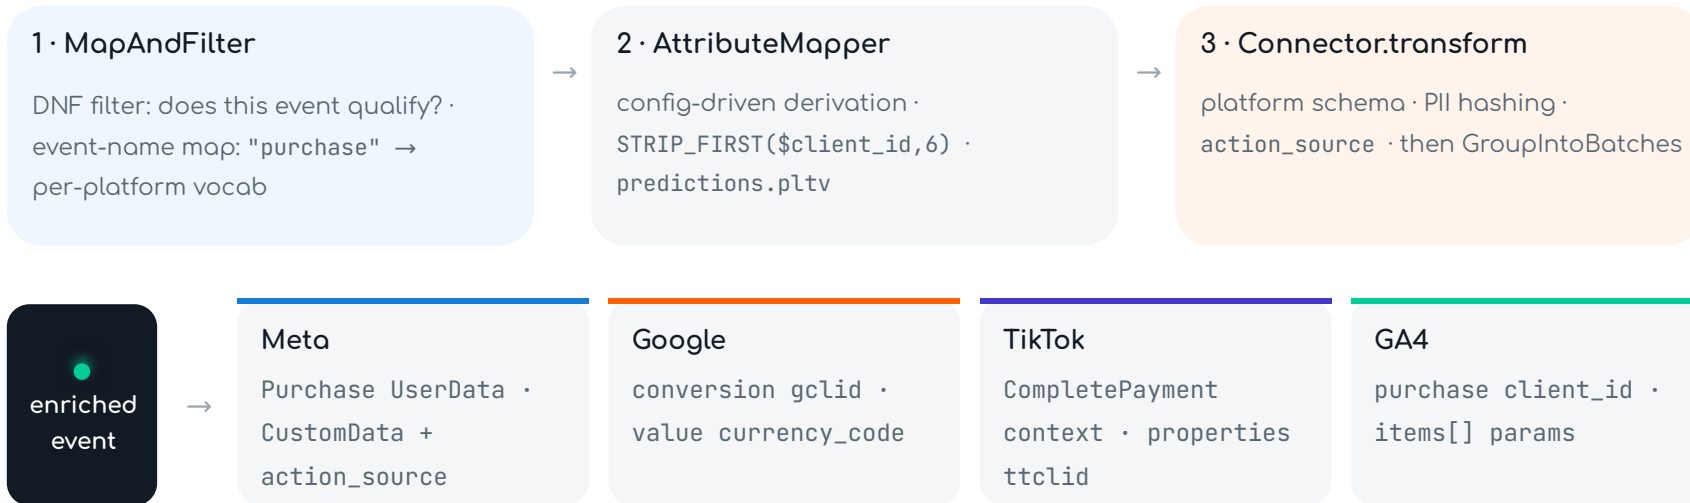 1 · MapAndFilter
DNF filter: does this event qualify? ·
event-name map: "purchase" →
per-platform vocab
→
2 · AttributeMapper
config-driven derivation ·
STRIP_FIRST($client_id,6) ·
predictions.pltv
→
3 · Connector.transform
platform schema · PII hashing ·
action_source · then GroupIntoBatches
enriched
event
→
Meta
Purchase UserData ·
CustomData +
action_source
Google
conversion gclid ·
value currency_code
TikTok
CompletePayment
context · properties
ttclid
GA4
purchase client_id ·
items[] params